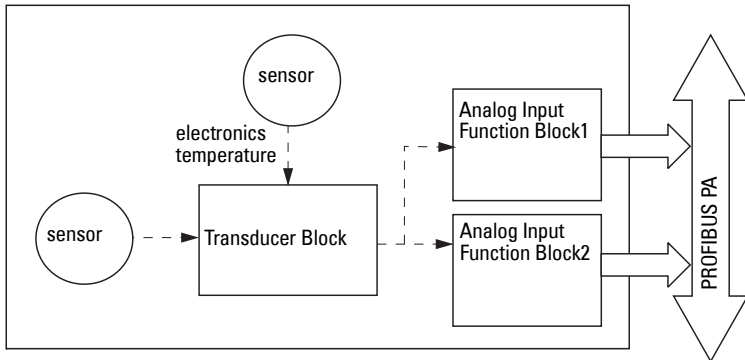 sensor
electronics
temperature
sensor
Transducer Block
Analog Input
Function Block1
Analog Input
Function Block2
PROFIBUS PA